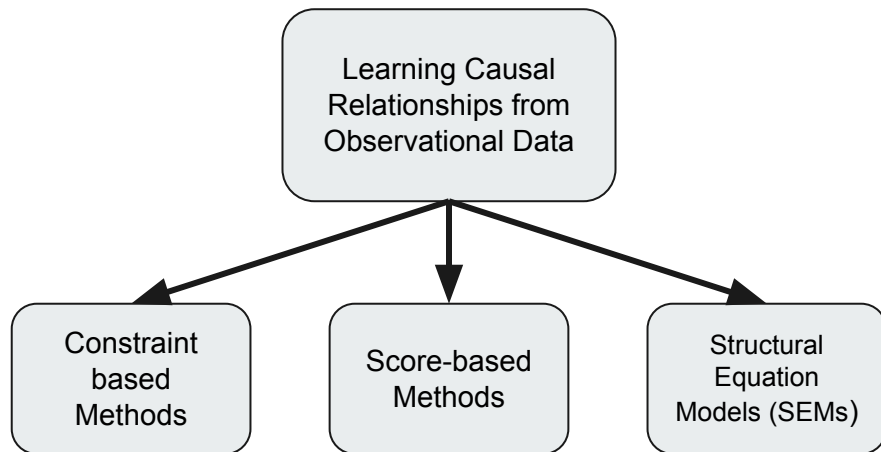 Learning Causal
Relationships from
Observational Data
Constraint
based
Methods
Score-based
Methods
Structural
Equation
Models (SEMs)